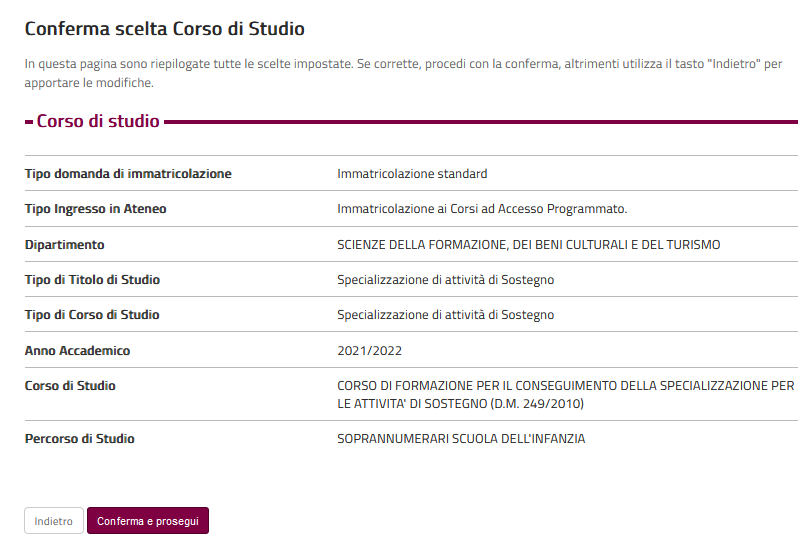 Conferma scelta Corso di Studio
In questa pagina sono riepilogate tutte le scelte impostate. Se corrette, procedi con la conferma, altrimenti utilizza il tasto "Indietro" per
apportare le modifiche.
Corso di studio
Tipo domanda di immatricolazione Immatricolazione standard
Tipo Ingresso in Ateneo Immatricolazione ai Corsi ad Accesso Programmato.
Dipartimento SCIENZE DELLA FORMAZIONE, DEI BENI CULTURALI E DEL TURISMO
Tipo di Titolo di Studio Specializzazione di attività di Sostegno
Tipo di Corso di Studio Specializzazione di attività di Sostegno
Anno Accademico 2021/2022
Corso di Studio CORSO DI FORMAZIONE PER IL CONSEGUIMENTO DELLA SPECIALIZZAZIONE PER
LE ATTIVITA' DI SOSTEGNO (D.M. 249/2010)
Percorso di Studio SOPRANNUMERARI SCUOLA DELL'INFANZIA
Indietro Conferma e prosegui